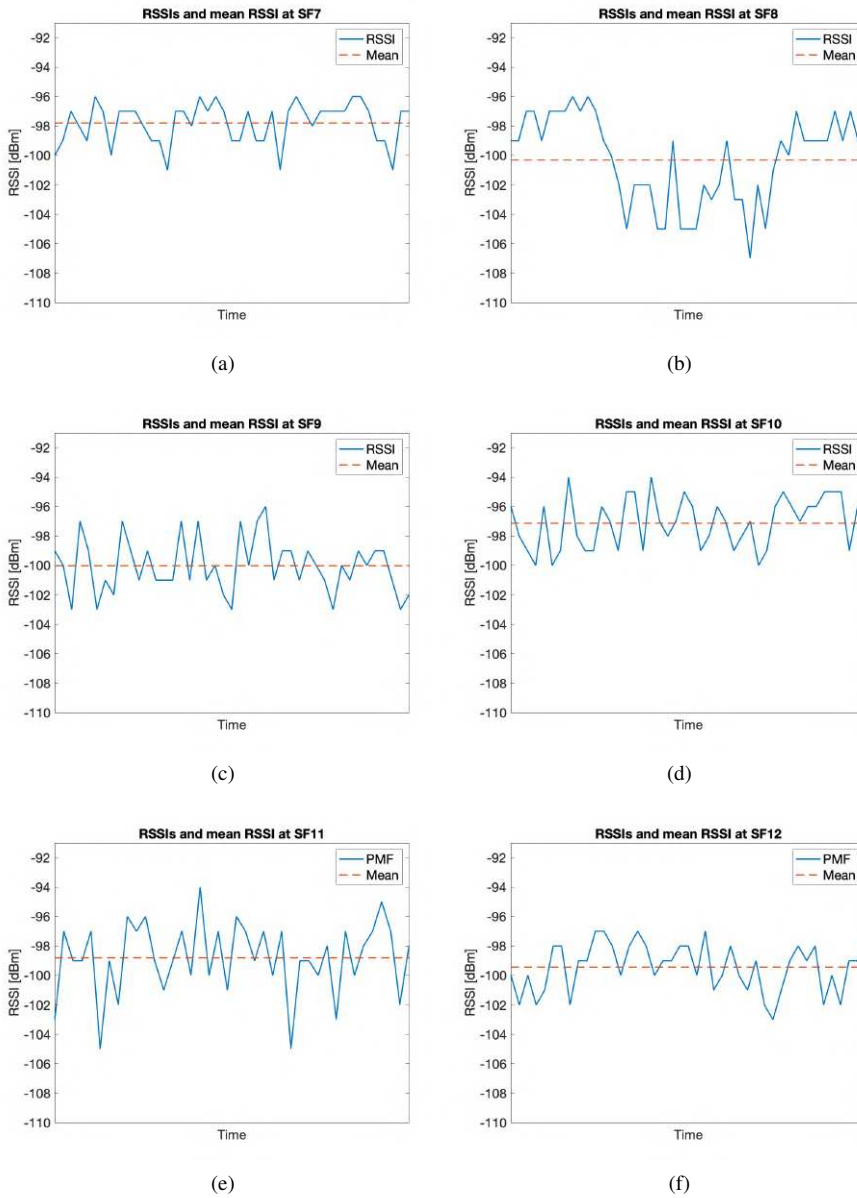 RSSIs and mean RSSI at SF7
RSSI
Mean
-92
-94
-96
-98
-100
-102
-104
-106
-108
-110
RSSI [dBm]
Time
(a)
RSSIs and mean RSSI at SF8
RSSI
Mean
-92
-94
-96
-98
-100
-102
-104
-106
-108
-110
RSSI [dBm]
Time
(b)
RSSIs and mean RSSI at SF9
RSSI
Mean
-92
-94
-96
-98
-100
-102
-104
-106
-108
-110
RSSI [dBm]
Time
(c)
RSSIs and mean RSSI at SF10
RSSI
Mean
-92
-94
-96
-98
-100
-102
-104
-106
-108
-110
RSSI [dBm]
Time
(d)
RSSIs and mean RSSI at SF11
PMF
Mean
-92
-94
-96
-98
-100
-102
-104
-106
-108
-110
RSSI [dBm]
Time
(e)
RSSIs and mean RSSI at SF12
PMF
Mean
-92
-94
-96
-98
-100
-102
-104
-106
-108
-110
RSSI [dBm]
Time
(f)